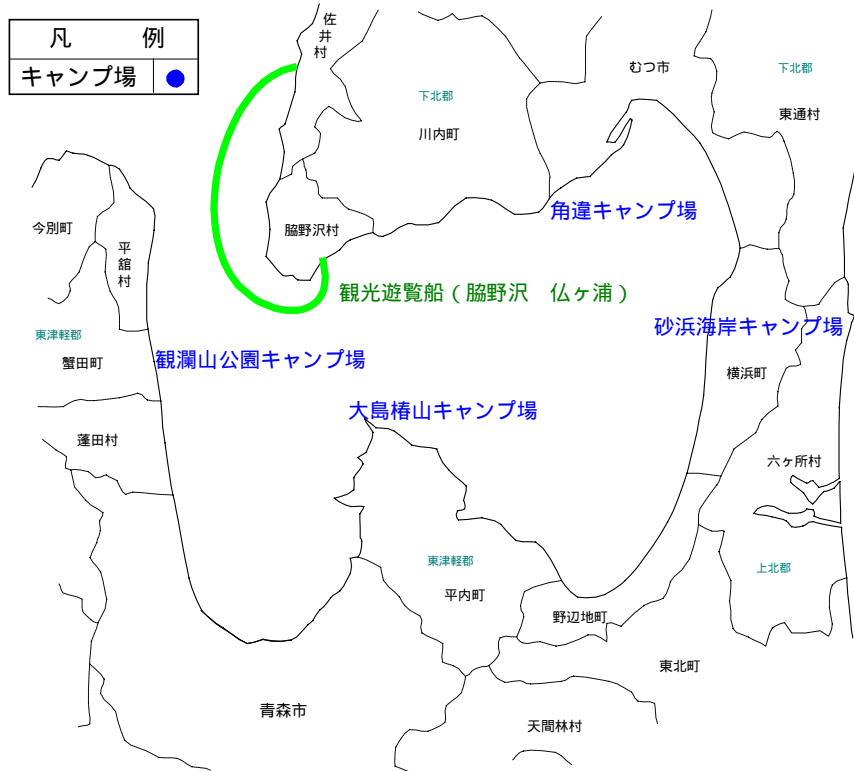 凡 例
キャンプ場
佐井村
むつ市
下北郡
下北郡
東通村
川内町
今別町
平舘村
脇野沢村
角違キャンプ場
観光遊覧船（脇野沢 仏ヶ浦）
東津軽郡
蟹田町
観瀾山公園キャンプ場
砂浜海岸キャンプ場
横浜町
大島椿山キャンプ場
蓬田村
六ヶ所村
東津軽郡
平内町
上北郡
野辺地町
東北町
青森市
天間林村